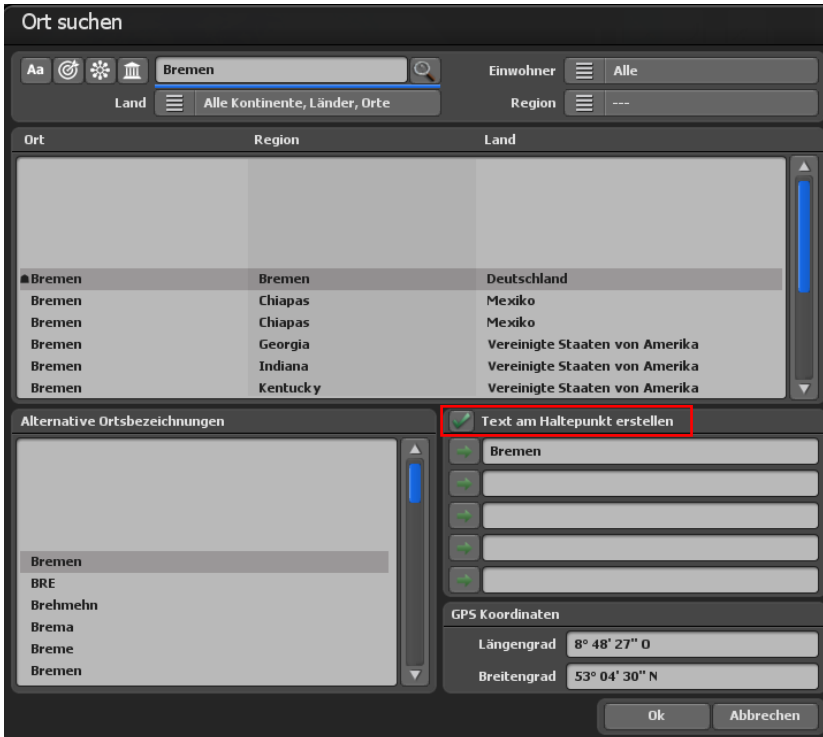 Ort suchen
Aa Bremen Einwohner Alle
Land Alle Kontinente, Länder, Orte Region ---
Ort Region Land
Bremen Bremen Deutschland
Bremen Chiapas Mexiko
Bremen Chiapas Mexiko
Bremen Georgia Vereinigte Staaten von Amerika
Bremen Indiana Vereinigte Staaten von Amerika
Bremen Kentucky Vereinigte Staaten von Amerika
Alternative Ortsbezeichnungen
Bremen
BRE
Brehmehn
Brema
Breme
Bremen
Text am Haltepunkt erstellen
Bremen
GPS Koordinaten
Längengrad 8° 48' 27" O
Breitengrad 53° 04' 30" N
Ok Abbrechen